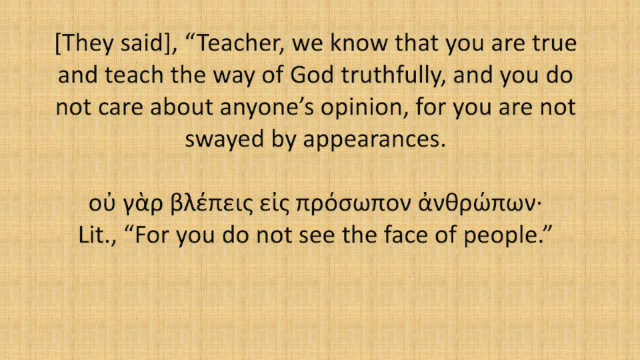 [They said], “Teacher, we know that you are true
and teach the way of God truthfully, and you do
not care about anyone’s opinion, for you are not
swayed by appearances.
οὐ γὰρ βλέπεις εἰς πρόσωπον ἀνθρώπων·
Lit., “For you do not see the face of people.”